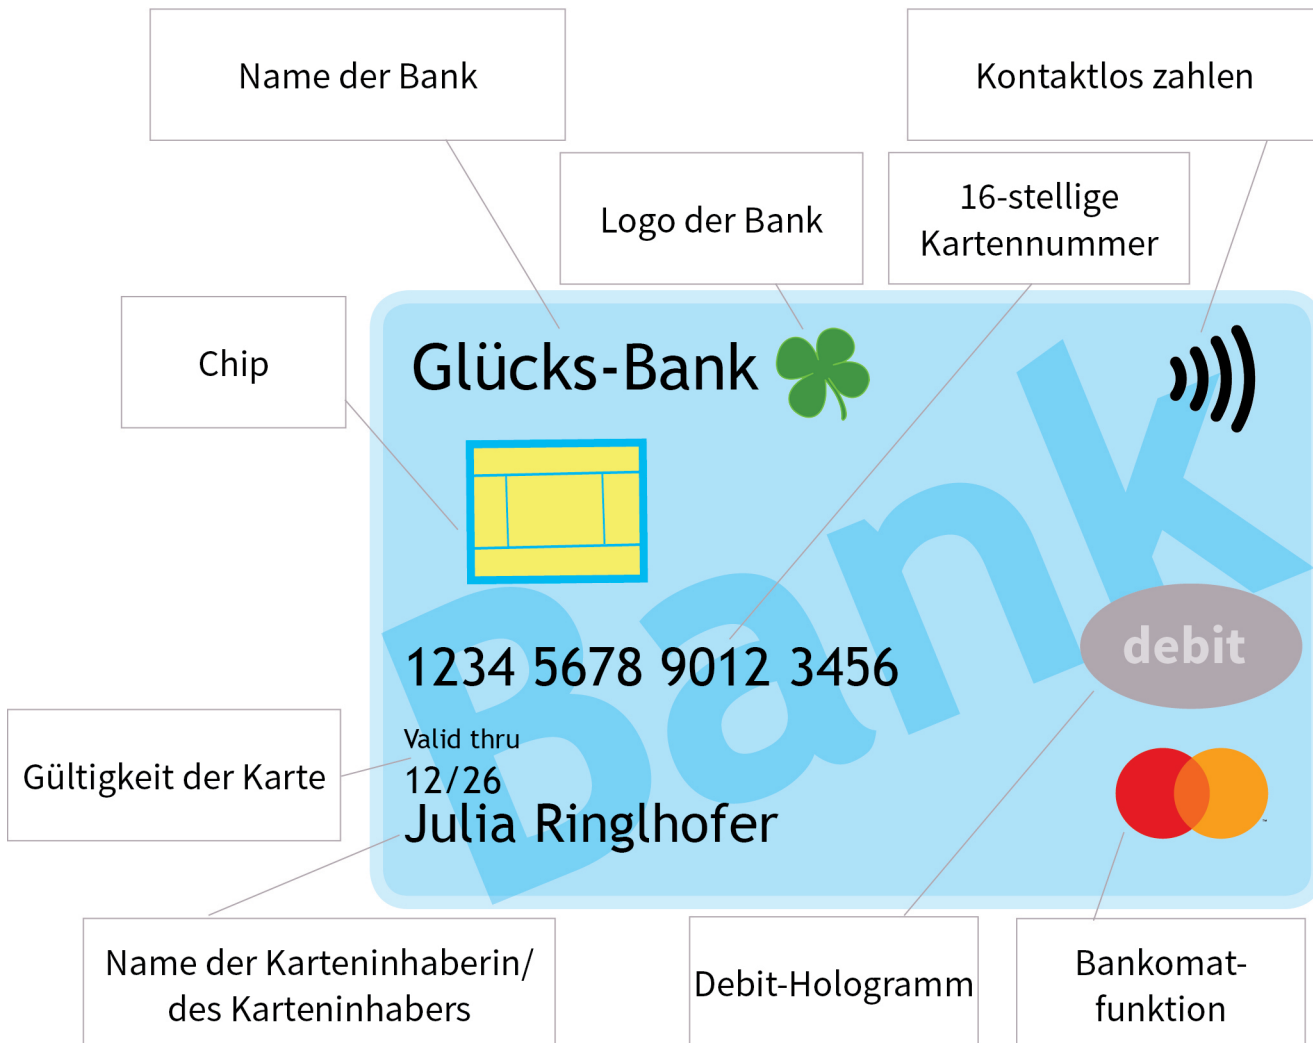 Name der Bank
Kontaktlos zahlen
Logo der Bank
16-stellige
Kartennummer
Chip
Glücks-Bank
Bank
debit
1234 5678 9012 3456
Valid thru
12/26
Julia Ringlhofer
Gültigkeit der Karte
Name der Karteninhaberin/
des Karteninhabers
Debit-Hologramm
Bankomat-
funktion